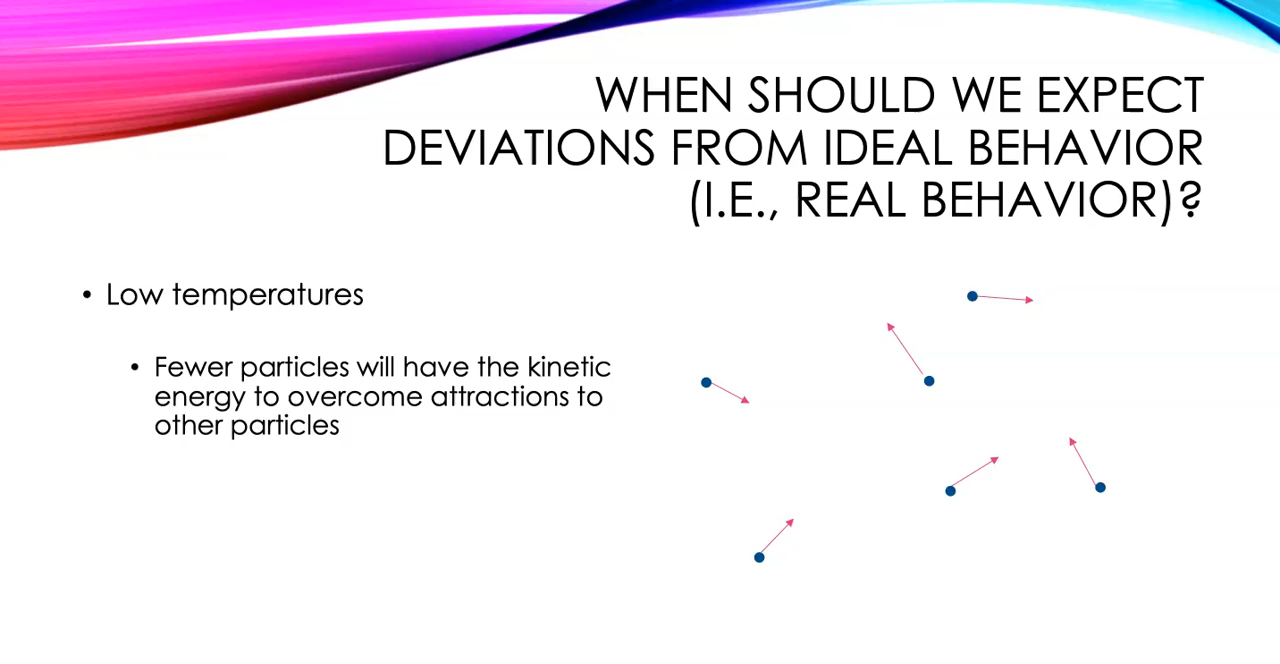 WHEN SHOULD WE EXPECT
DEVIATIONS FROM IDEAL BEHAVIOR
(I.E., REAL BEHAVIOR)?
• Low temperatures
• Fewer particles will have the kinetic
energy to overcome attractions to
other particles